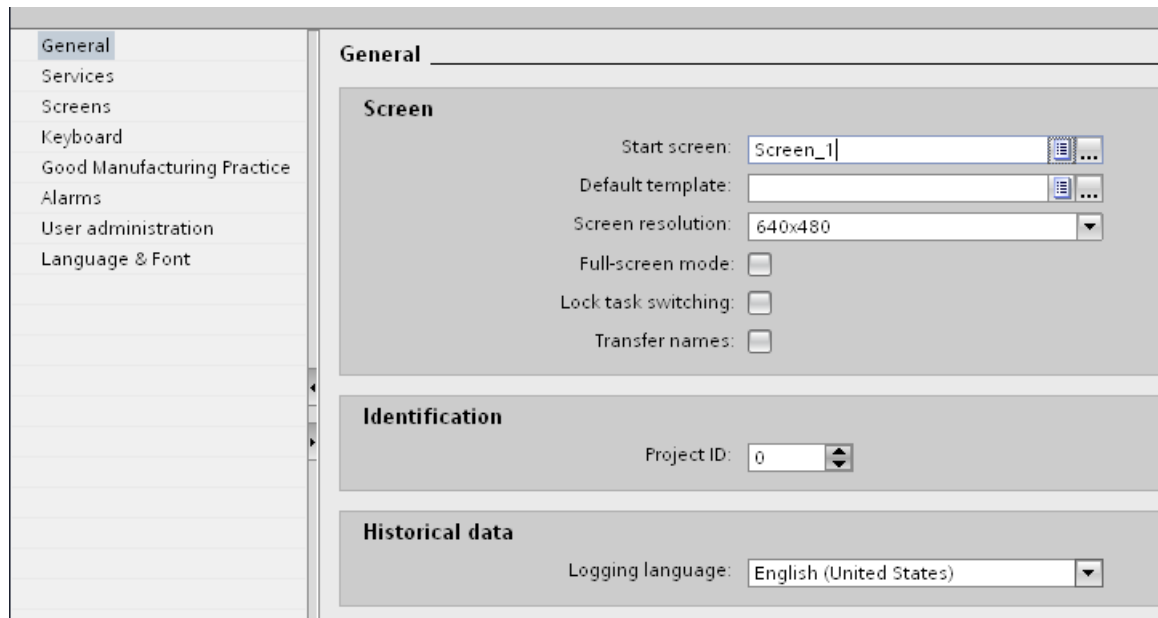 General
Services
Screens
Keyboard
Good Manufacturing Practice
Alarms
User administration
Language & Font
General
Screen
Start screen: Screen_1
Default template:
Screen resolution: 640x480
Full-screen mode:
Lock task switching:
Transfer names:
Identification
Project ID: 0
Historical data
Logging language: English (United States)